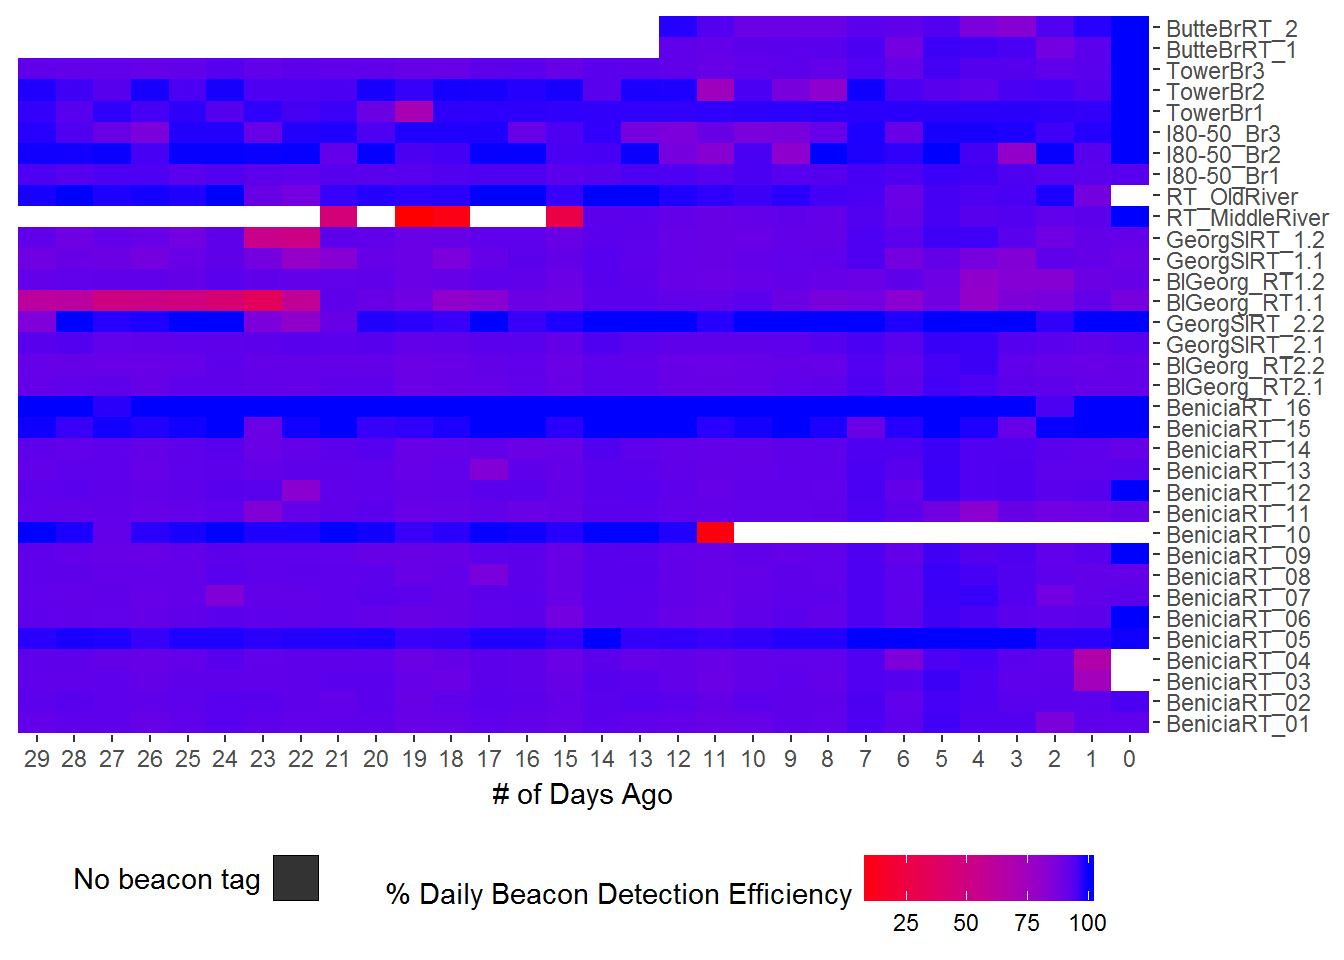 ButteBrRT_2
ButteBrRT_1
TowerBr3
TowerBr2
TowerBr1
I80-50_Br3
I80-50_Br2
I80-50_Br1
RT_OldRiver
RT_MiddleRiver
GeorgSlRT_1.2
GeorgSlRT_1.1
BlGeorg_RT1.2
BlGeorg_RT1.1
GeorgSlRT_2.2
GeorgSlRT_2.1
BlGeorg_RT2.2
BlGeorg_RT2.1
BeniciaRT_16
BeniciaRT_15
BeniciaRT_14
BeniciaRT_13
BeniciaRT_12
BeniciaRT_11
BeniciaRT_10
BeniciaRT_09
BeniciaRT_08
BeniciaRT_07
BeniciaRT_06
BeniciaRT_05
BeniciaRT_04
BeniciaRT_03
BeniciaRT_02
BeniciaRT_01
29 28 27 26 25 24 23 22 21 20 19 18 17 16 15 14 13 12 11 10 9 8 7 6 5 4 3 2 1 0
# of Days Ago
No beacon tag
% Daily Beacon Detection Efficiency
25 50 75 100